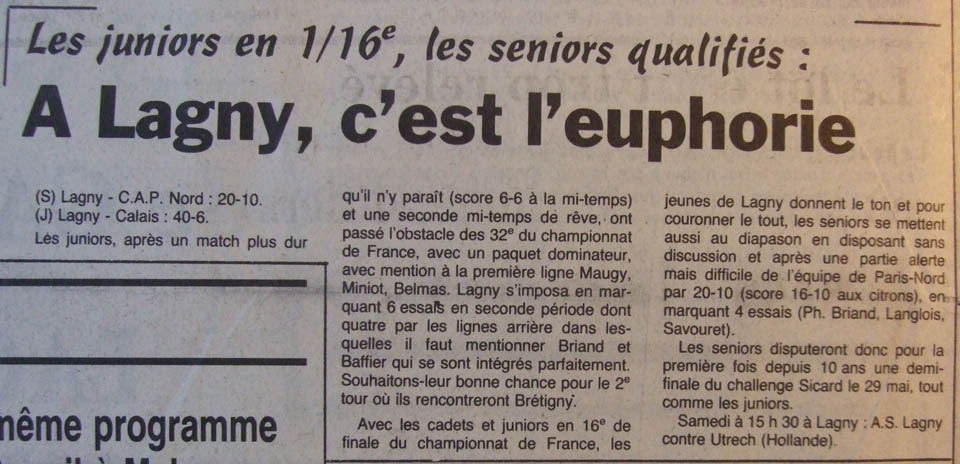 Les juniors en 1/16e, les seniors qualifiés :
A Lagny, c'est l'euphorie
(S) Lagny - C.A.P. Nord : 20-10.
(J) Lagny - Calais : 40-6.
Les juniors, après un match plus dur
qu'il n'y paraît (score 6-6 à la mi-temps)
et une seconde mi-temps de rêve, ont
passé l'obstacle des 32e du championnat
de France, avec un paquet dominateur,
avec mention à la première ligne Maugy,
Miniot, Belmas. Lagny s'imposa en mar-
quant 6 essais en seconde période dont
quatre par les lignes arrière dans les-
quelles il faut mentionner Briand et
Baffier qui se sont intégrés parfaitement.
Souhaitons-leur bonne chance pour le 2e
tour où ils rencontreront Brétigny.
Avec les cadets et juniors en 16e de
finale du championnat de France, les
jeunes de Lagny donnent le ton et pour
couronner le tout, les seniors se mettent
aussi au diapason en disposant sans
discussion et après une partie alerte
mais difficile de l'équipe de Paris-Nord
par 20-10 (score 16-10 aux citrons), en
marquant 4 essais (Ph. Briand, Langlois,
Savouret).
Les seniors disputeront donc pour la
première fois depuis 10 ans une demi-
finale du challenge Sicard le 29 mai, tout
comme les juniors.
Samedi à 15 h 30 à Lagny : A.S. Lagny
contre Utrech (Hollande).
même programme